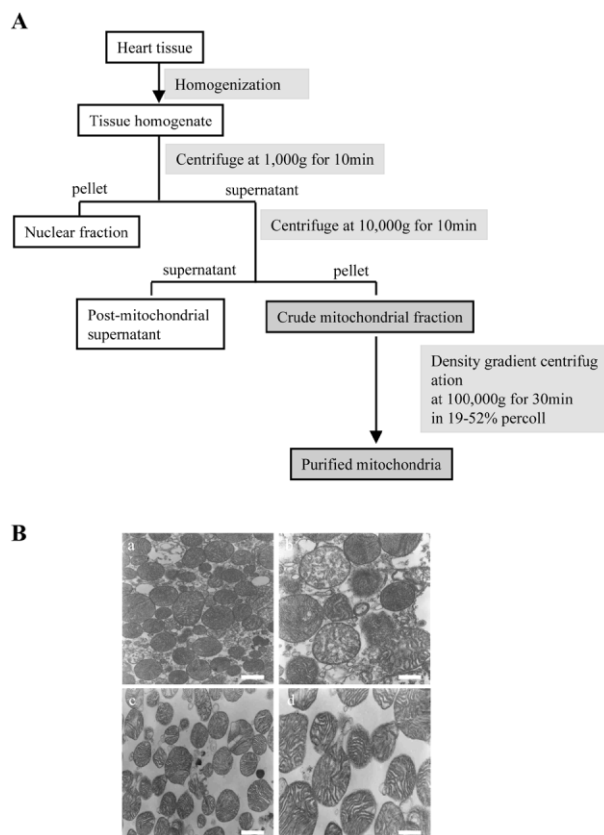 A
Heart tissue
Homogenization
Tissue homogenate
Centrifuge at 1,000g for 10min
pellet
supernatant
Nuclear fraction
Centrifuge at 10,000g for 10min
supernatant
pellet
Post-mitochondrial
supernatant
Crude mitochondrial fraction
Density gradient centrifug
ation
at 100,000g for 30min
in 19-52% percoll
Purified mitochondria
B
a
b
c
d